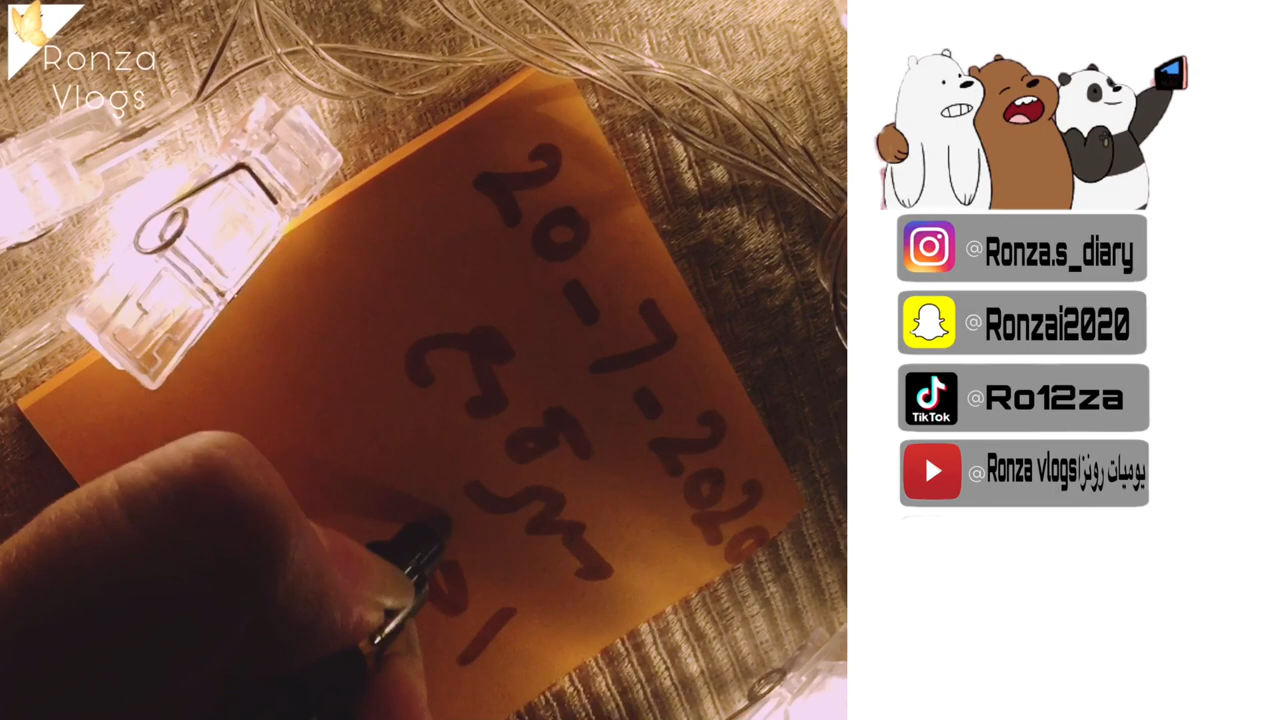 Ronza
Vlogs
20-7-2020
@Ronza.s_diary
@Ronzai2020
TikTok
@Ro12za
@Ronza vlogs|يوميات رونزا